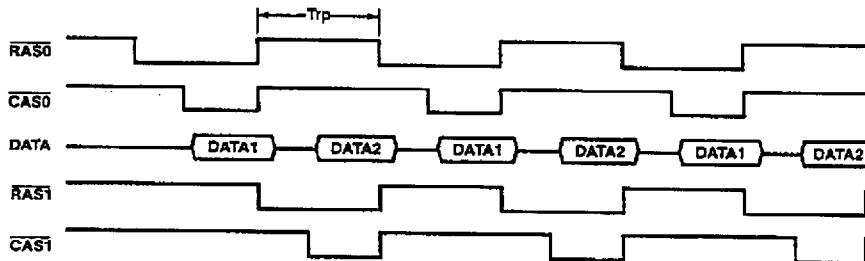 Trp
RAS0
CAS0
DATA DATA1 DATA2 DATA1 DATA2 DATA1 DATA2
RAS1
CAS1